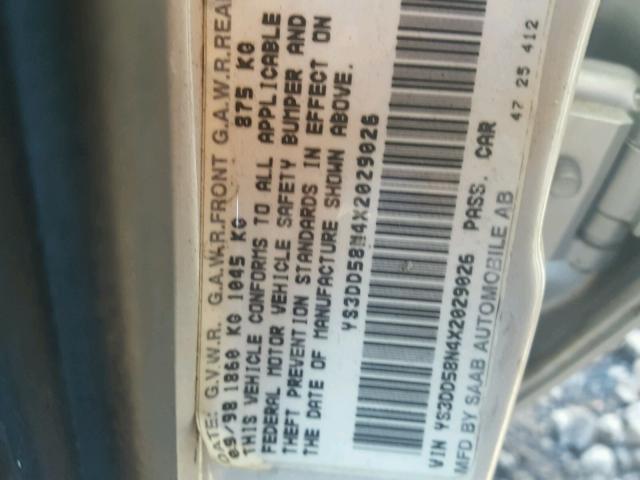 DATE: G.V.W.R. G.A.W.R.FRONT G.A.W.R.REAR
09/98 1860 KG 1045 KG 875 KG
THIS VEHICLE CONFORMS TO ALL APPLICABLE
FEDERAL MOTOR VEHICLE SAFETY BUMPER AND
THEFT PREVENTION STANDARDS IN EFFECT ON
THE DATE OF MANUFACTURE SHOWN ABOVE.
YS3DD58N4X2029026
VIN YS3DD58N4X2029026 PASS. CAR
MFD BY SAAB AUTOMOBILE AB
47 25 412